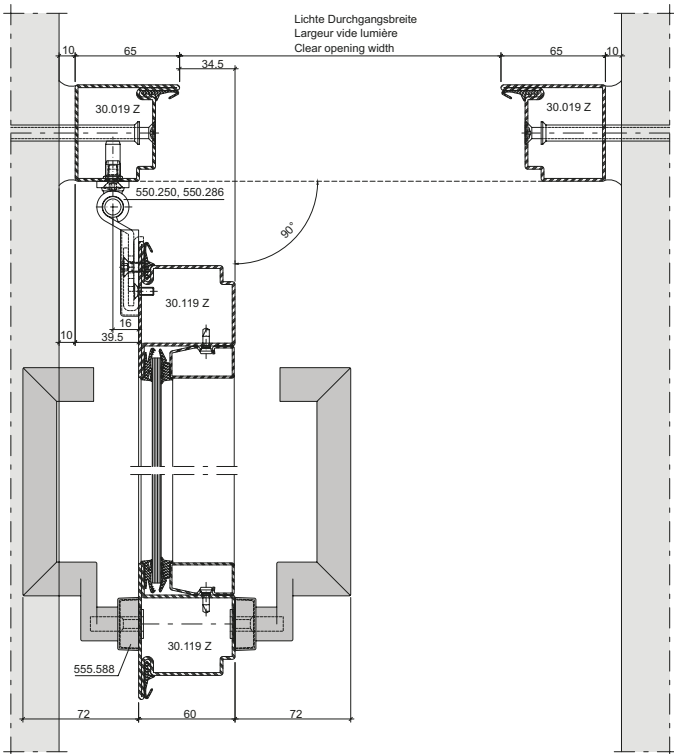 Lichte Durchgangsbreite
Largeur vide lumière
Clear opening width
10
65
65
10
34.5
30.019 Z
30.019 Z
550.250, 550.286
90°
30.119 Z
16
10
39.5
30.119 Z
555.588
72
60
72